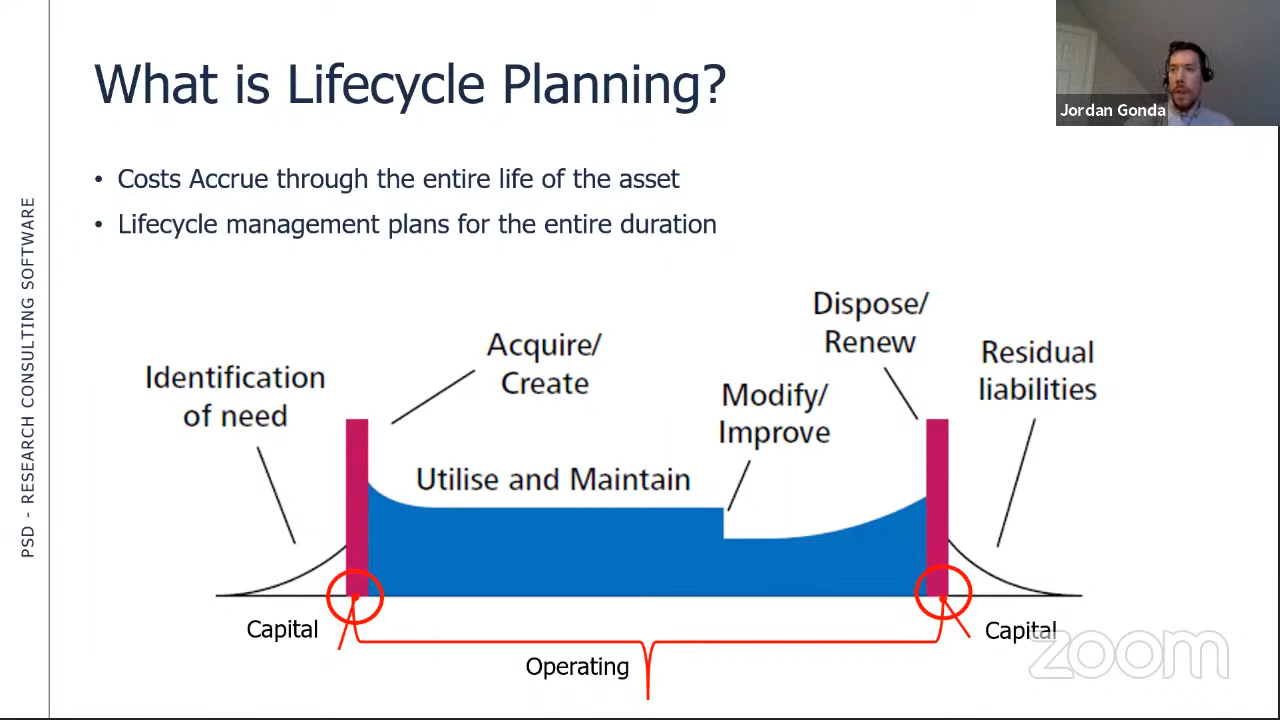 What is Lifecycle Planning?
Jordan Gonda
• Costs Accrue through the entire life of the asset
• Lifecycle management plans for the entire duration
PSD - RESEARCH CONSULTING SOFTWARE
Identification
of need
Acquire/
Create
Utilise and Maintain
Modify/
Improve
Dispose/
Renew
Residual
liabilities
Capital
Operating
Capital
zoom